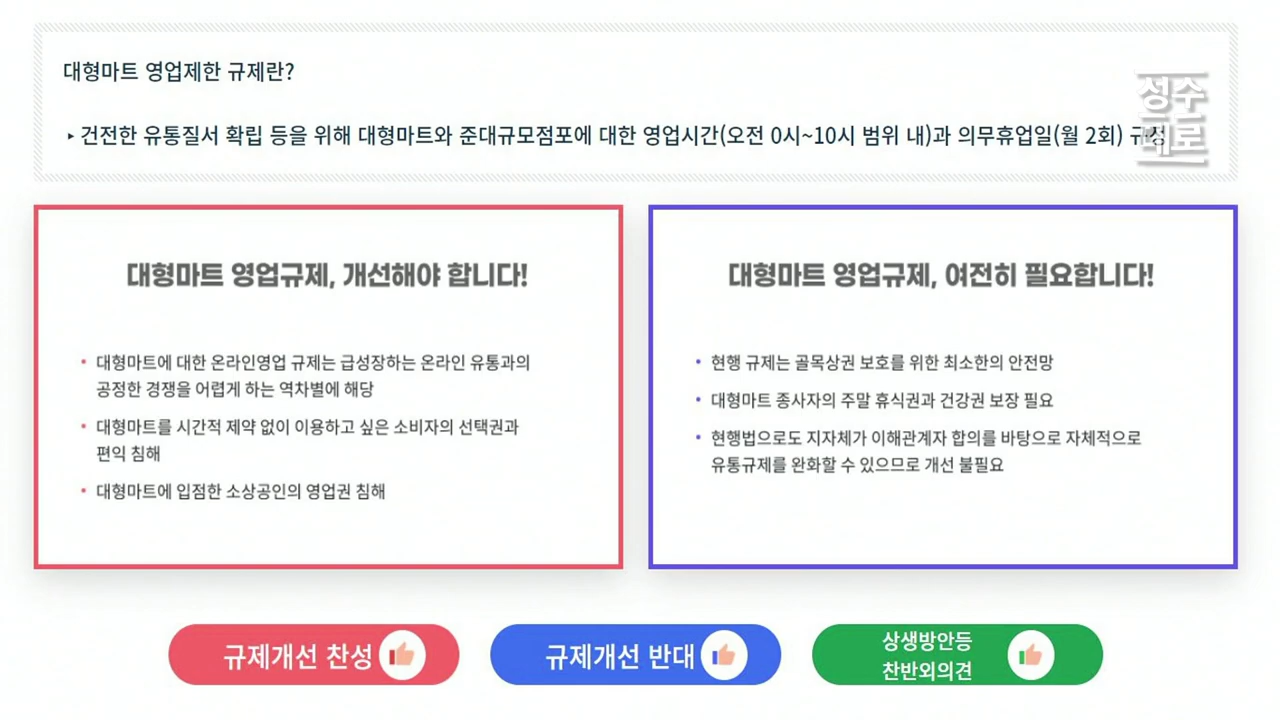 대형마트 영업제한 규제란?
▸ 건전한 유통질서 확립 등을 위해 대형마트와 준대규모점포에 대한 영업시간(오전 0시~10시 범위 내)과 의무휴업일(월 2회) 규정
성수
대로
대형마트 영업규제, 개선해야 합니다!
• 대형마트에 대한 온라인영업 규제는 급성장하는 온라인 유통과의
공정한 경쟁을 어렵게 하는 역차별에 해당
• 대형마트를 시간적 제약 없이 이용하고 싶은 소비자의 선택권과
편익 침해
• 대형마트에 입점한 소상공인의 영업권 침해
대형마트 영업규제, 여전히 필요합니다!
• 현행 규제는 골목상권 보호를 위한 최소한의 안전망
• 대형마트 종사자의 주말 휴식권과 건강권 보장 필요
• 현행법으로도 지자체가 이해관계자 합의를 바탕으로 자체적으로
유통규제를 완화할 수 있으므로 개선 불필요
규제개선 찬성
규제개선 반대
상생방안등
찬반외의견